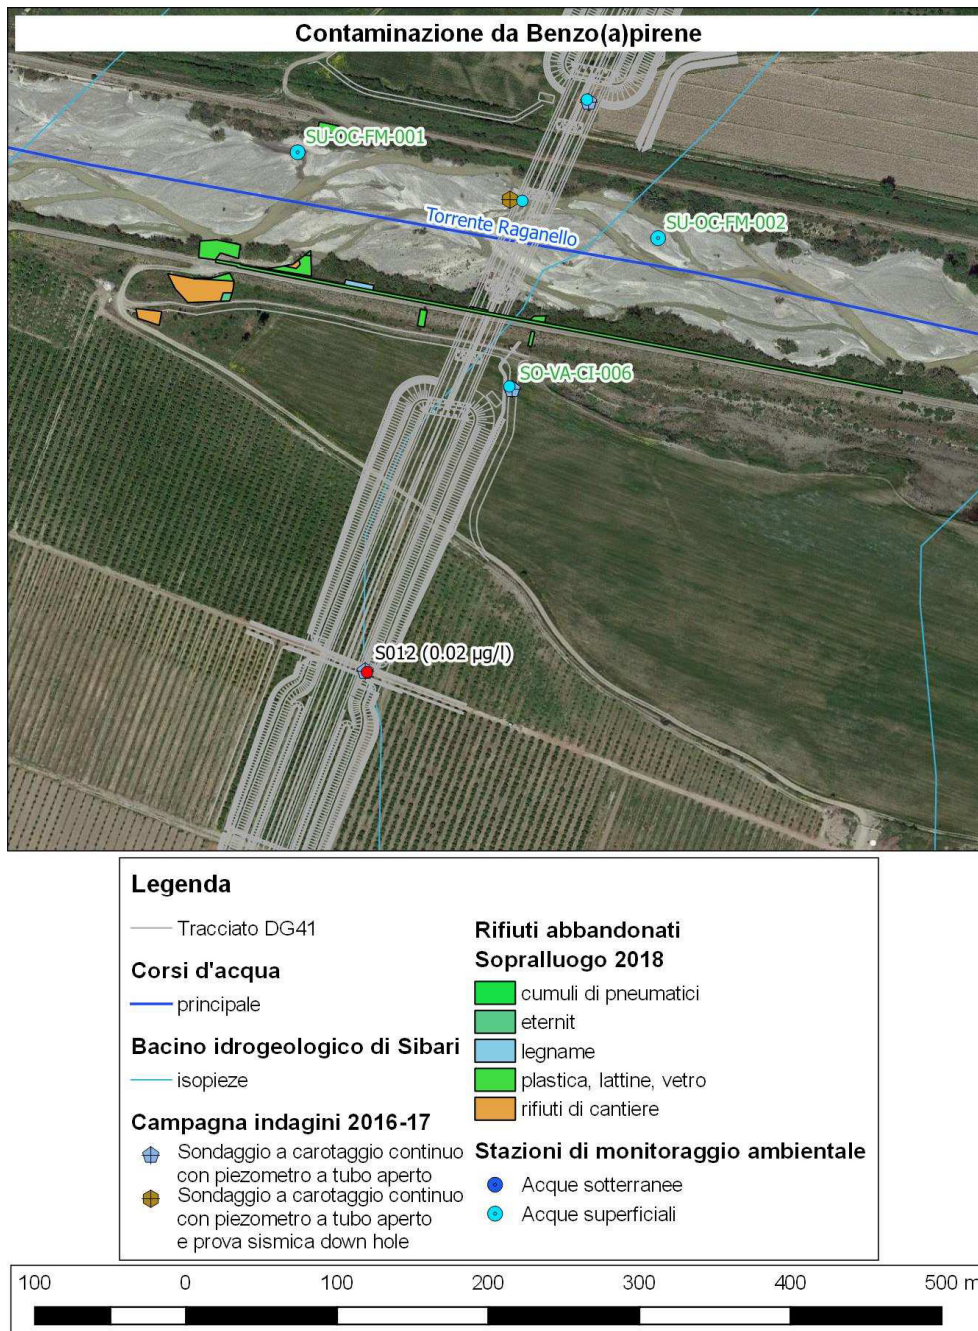 Contaminazione da Benzo(a)pirene
SU-OC-FM-001
Torrente Raganello
SU-OC-FM-002
SO-VA-CI-006
S012 (0.02 µg/l)
Legenda
Tracciato DG41
Corsi d'acqua
principale
Bacino idrogeologico di Sibari
isopieze
Campagna indagini 2016-17
Sondaggio a carotaggio continuo
con piezometro a tubo aperto
Sondaggio a carotaggio continuo
con piezometro a tubo aperto
e prova sismica down hole
Rifiuti abbandonati
Sopralluogo 2018
cumuli di pneumatici
eternit
legname
plastica, lattine, vetro
rifiuti di cantiere
Stazioni di monitoraggio ambientale
Acque sotterranee
Acque superficiali
100 0 100 200 300 400 500 m